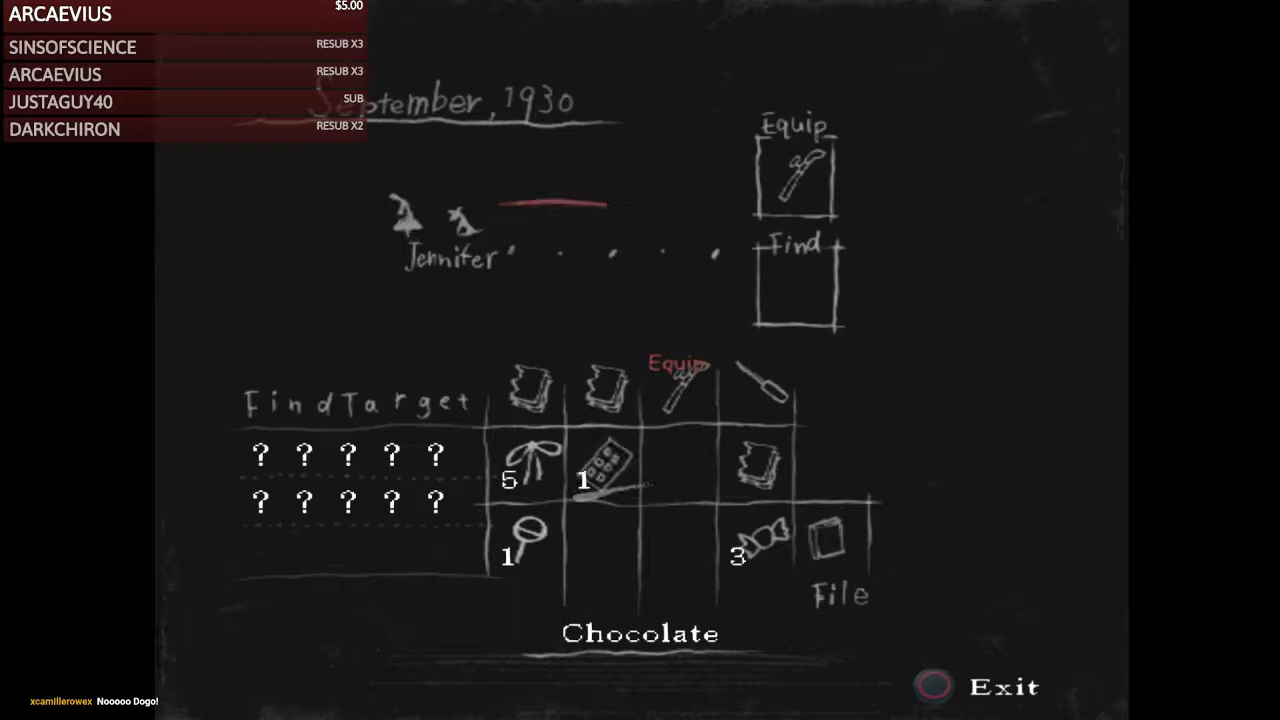 ARCAEVIUS $5.00
SINSOFSCIENCE RESUB X3
ARCAEVIUS RESUB X3
JUSTAGUY40 SUB
DARKCHIRON RESUB X2
September, 1930
Equip
Jennifer
Find
Equip
FindTarget
? ? ? ? ?
5 1
? ? ? ? ?
1 3
File
Chocolate
Exit
xcamillerowex Nooooo Dogo!